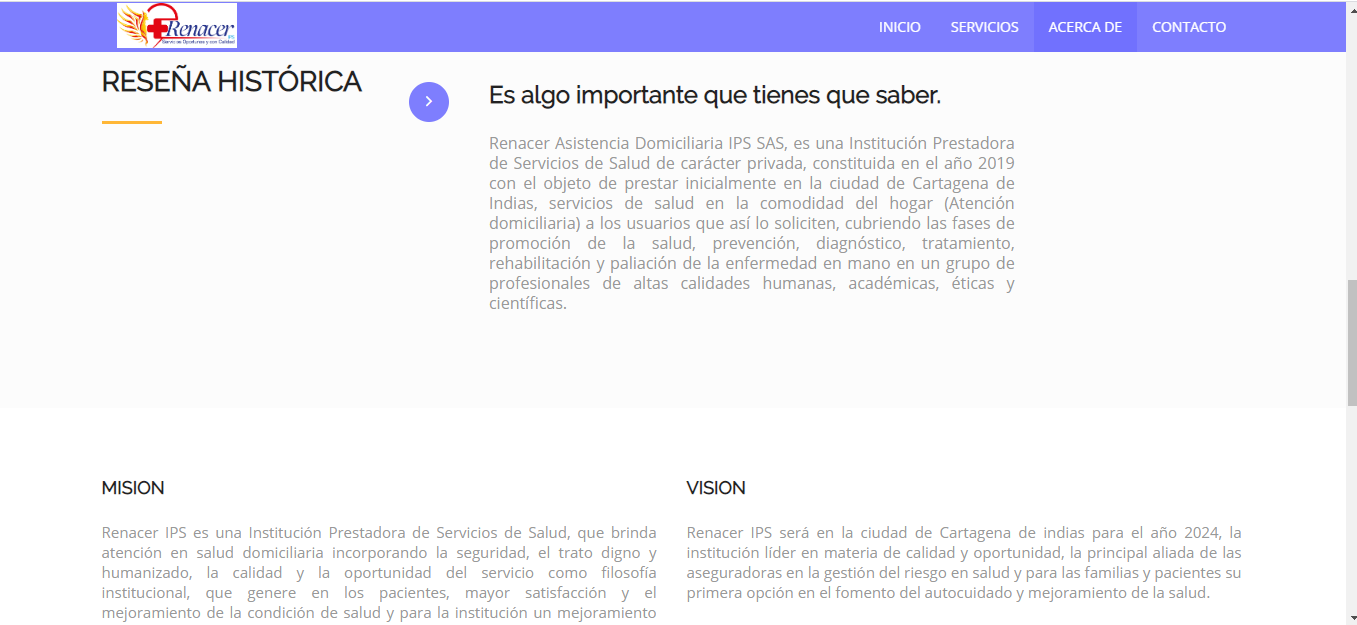 Renacer
INICIO SERVICIOS ACERCA DE CONTACTO
RESEÑA HISTÓRICA
Es algo importante que tienes que saber.
Renacer Asistencia Domiciliaria IPS SAS, es una Institución Prestadora
de Servicios de Salud de carácter privada, constituida en el año 2019
con el objeto de prestar inicialmente en la ciudad de Cartagena de
Indias, servicios de salud en la comodidad del hogar (Atención
domiciliaria) a los usuarios que así lo soliciten, cubriendo las fases de
promoción de la salud, prevención, diagnóstico, tratamiento,
rehabilitación y paliación de la enfermedad en mano en un grupo de
profesionales de altas calidades humanas, académicas, éticas y
científicas.
MISION
Renacer IPS es una Institución Prestadora de Servicios de Salud, que brinda
atención en salud domiciliaria incorporando la seguridad, el trato digno y
humanizado, la calidad y la oportunidad del servicio como filosofía
institucional, que genere en los pacientes, mayor satisfacción y el
mejoramiento de la condición de salud y para la institución un mejoramiento
VISION
Renacer IPS será en la ciudad de Cartagena de indias para el año 2024, la
institución líder en materia de calidad y oportunidad, la principal aliada de las
aseguradoras en la gestión del riesgo en salud y para las familias y pacientes su
primera opción en el fomento del autocuidado y mejoramiento de la salud.